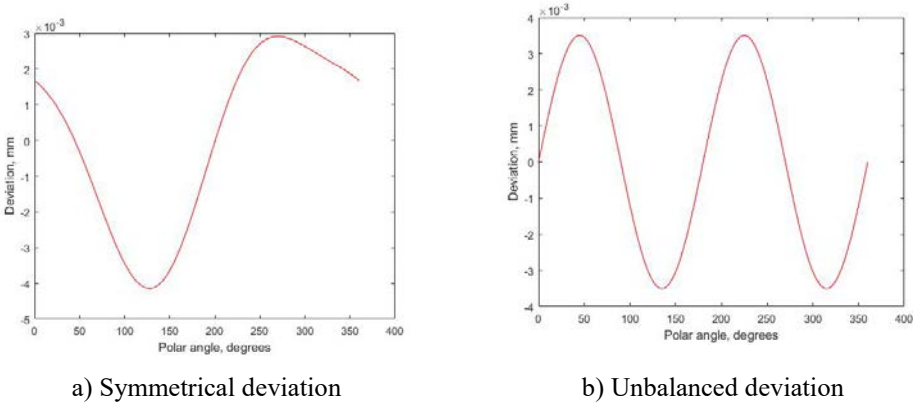 ×10⁻³
3
2
1
0
-1
-2
-3
-4
-5
0 50 100 150 200 250 300 350 400
Deviation, mm
Polar angle, degrees
a) Symmetrical deviation
×10⁻³
4
3
2
1
0
-1
-2
-3
-4
0 50 100 150 200 250 300 350 400
Deviation, mm
Polar angle, degrees
b) Unbalanced deviation